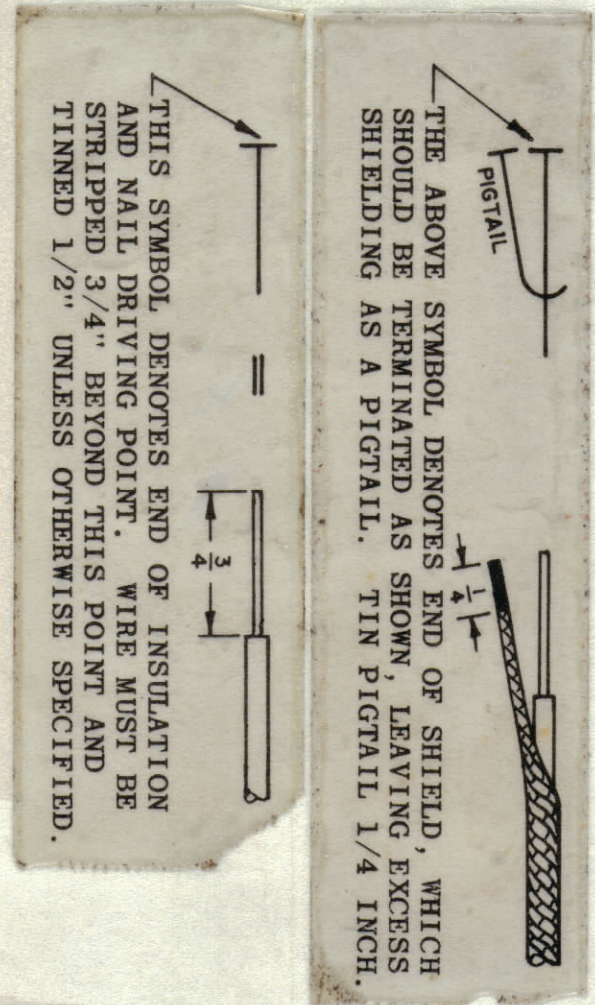 PIGTAIL
1/4
THE ABOVE SYMBOL DENOTES END OF SHIELD, WHICH
SHOULD BE TERMINATED AS SHOWN, LEAVING EXCESS
SHIELDING AS A PIGTAIL. TIN PIGTAIL 1/4 INCH.
3/4
THIS SYMBOL DENOTES END OF INSULATION
AND NAIL DRIVING POINT. WIRE MUST BE
STRIPPED 3/4" BEYOND THIS POINT AND
TINNED 1/2" UNLESS OTHERWISE SPECIFIED.